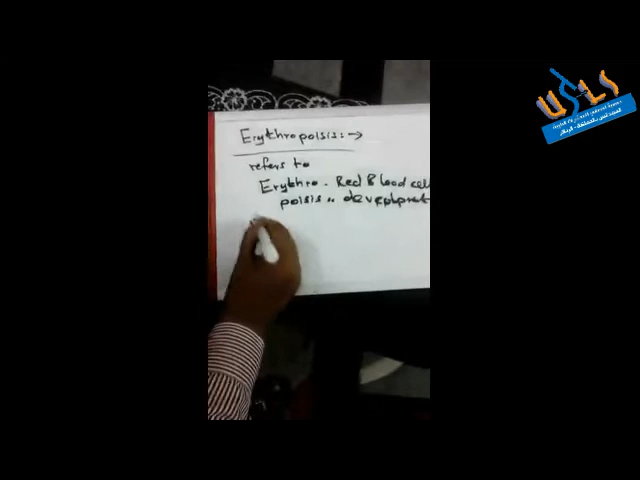 Erythropoisis:→
refers to
Erythro. Red Blood cell
poisis .. development